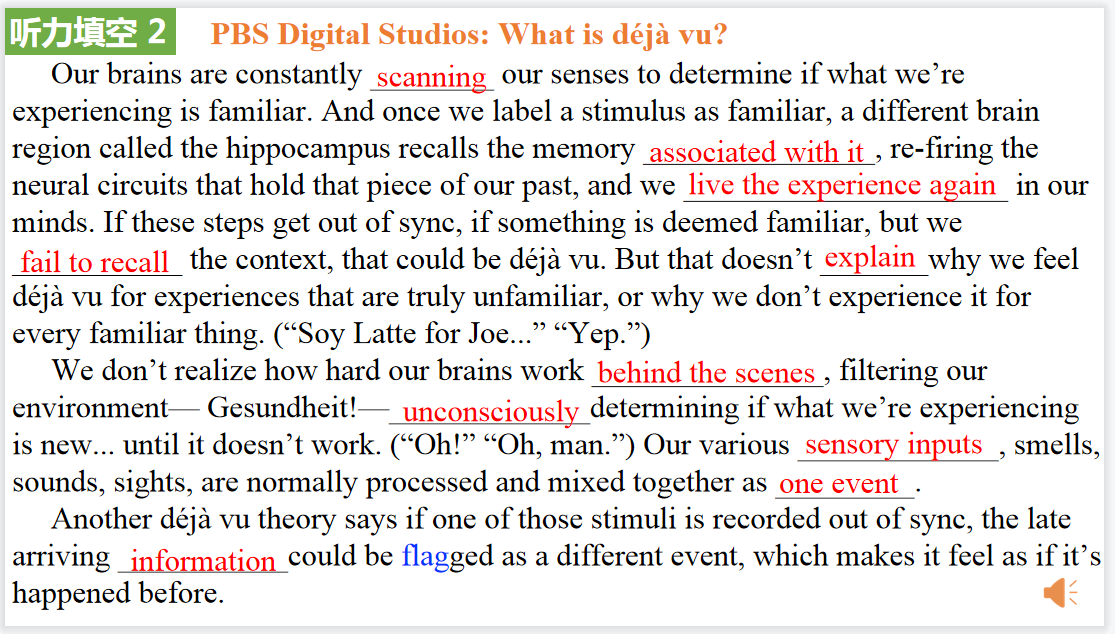 听力填空 2 PBS Digital Studios: What is déjà vu?
Our brains are constantly scanning our senses to determine if what we’re
experiencing is familiar. And once we label a stimulus as familiar, a different brain
region called the hippocampus recalls the memory associated with it, re-firing the
neural circuits that hold that piece of our past, and we live the experience again in our
minds. If these steps get out of sync, if something is deemed familiar, but we
fail to recall the context, that could be déjà vu. But that doesn’t explain why we feel
déjà vu for experiences that are truly unfamiliar, or why we don’t experience it for
every familiar thing. (“Soy Latte for Joe...” “Yep.”)
We don’t realize how hard our brains work behind the scenes, filtering our
environment— Gesundheit!— unconsciously determining if what we’re experiencing
is new... until it doesn’t work. (“Oh!” “Oh, man.”) Our various sensory inputs, smells,
sounds, sights, are normally processed and mixed together as one event.
Another déjà vu theory says if one of those stimuli is recorded out of sync, the late
arriving information could be flagged as a different event, which makes it feel as if it’s
happened before.